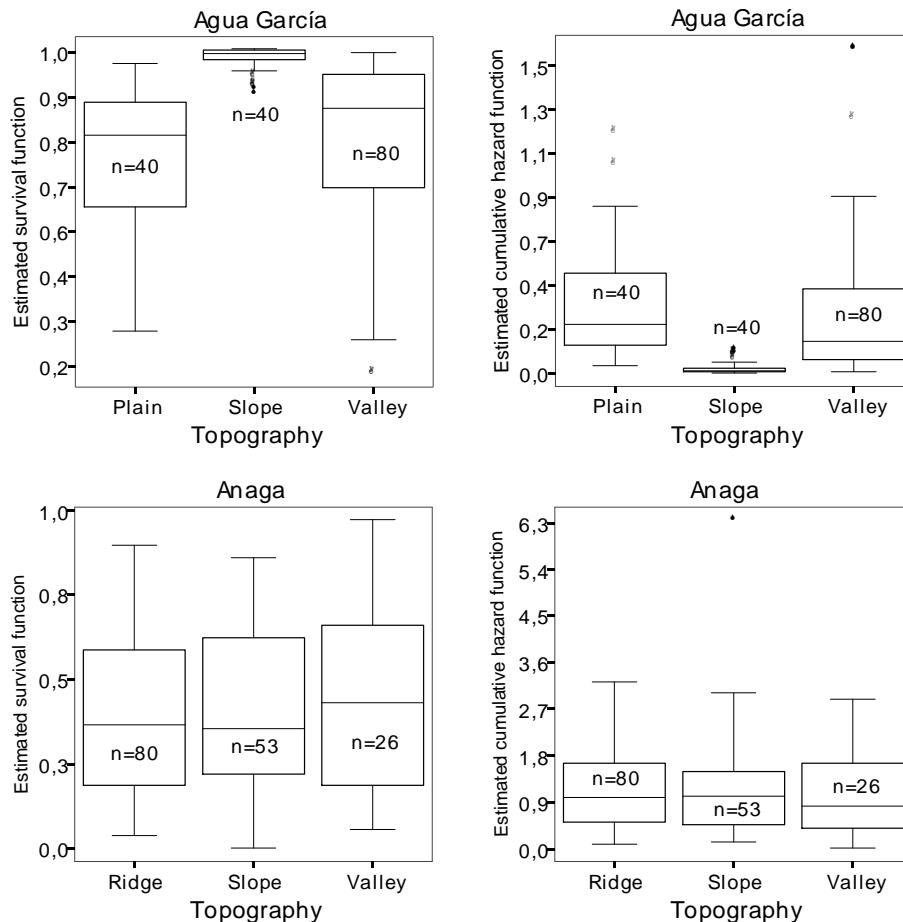 Agua García
Estimated survival function
1,0
0,9
0,8
0,7
0,6
0,4
0,3
0,2
n=40
n=40
n=80
Plain Slope Valley
Topography
Agua García
Estimated cumulative hazard function
1,5
1,3
1,1
0,9
0,7
0,4
0,2
0,0
n=40
n=40
n=80
Plain Slope Valley
Topography
Anaga
Estimated survival function
1,0
0,8
0,5
0,3
0,0
n=80
n=53
n=26
Ridge Slope Valley
Topography
Anaga
Estimated cumulative hazard function
6,3
5,4
4,5
3,6
2,7
1,8
0,9
0,0
n=80
n=53
n=26
Ridge Slope Valley
Topography